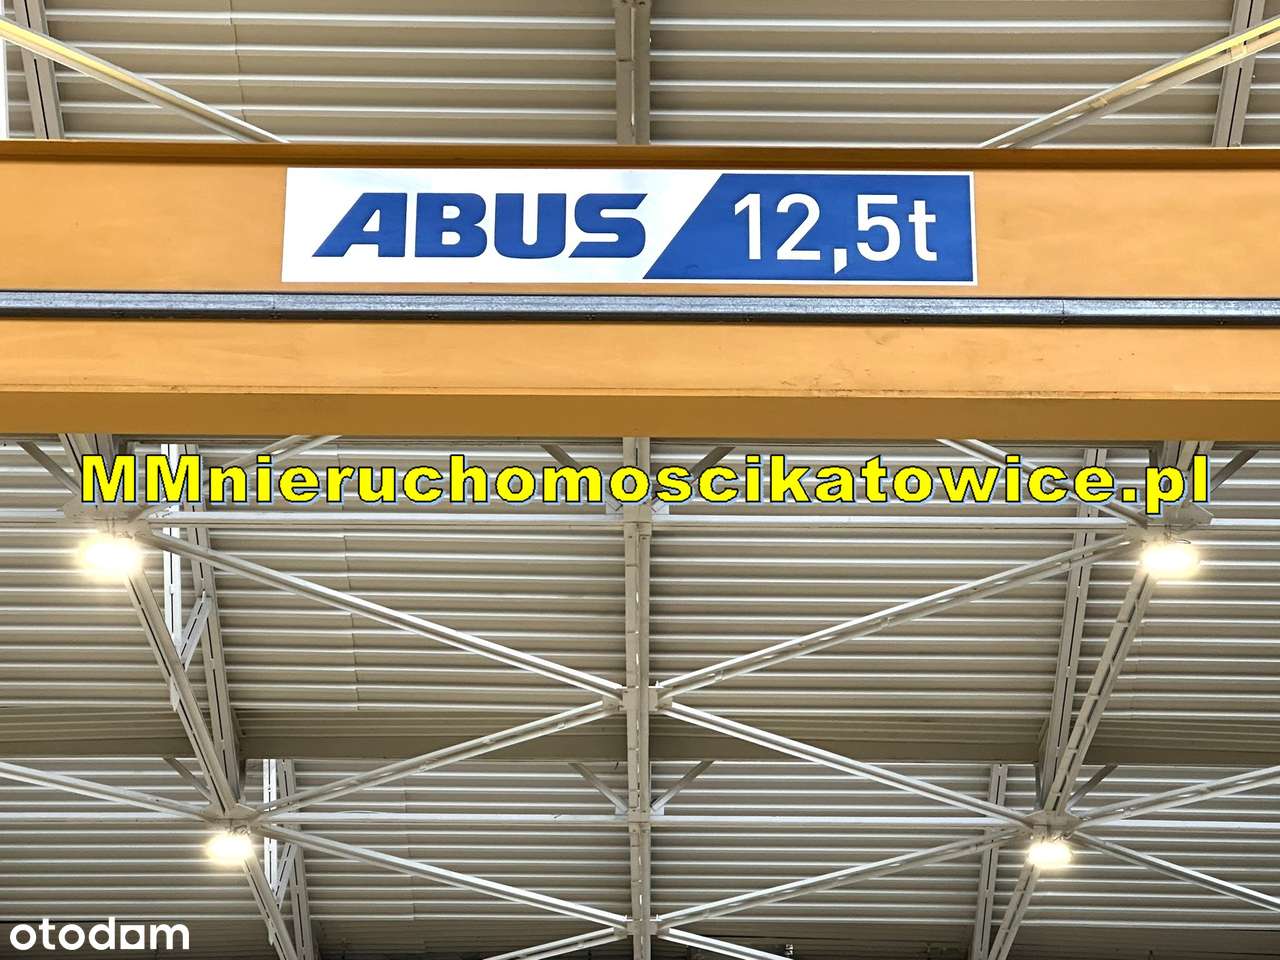 ABUS 12,5t
MMnieruchomoscikatowice.pl
otodom